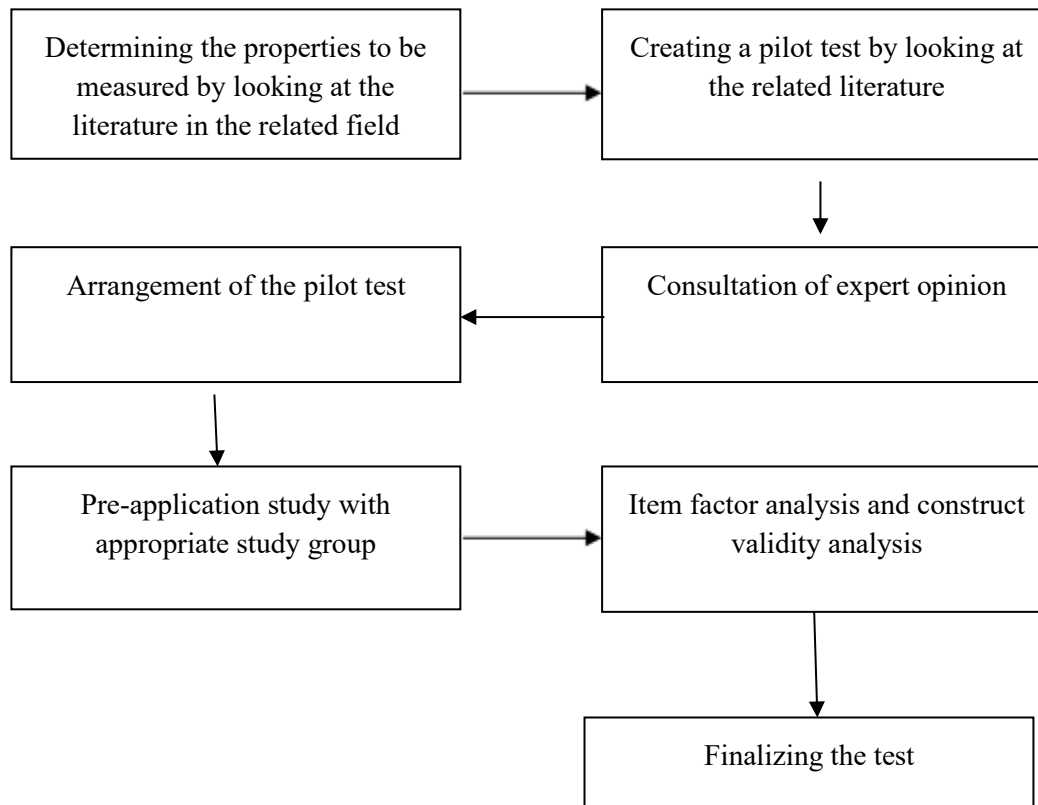 Determining the properties to be
measured by looking at the
literature in the related field
Creating a pilot test by looking at
the related literature
Consultation of expert opinion
Arrangement of the pilot test
Pre-application study with
appropriate study group
Item factor analysis and construct
validity analysis
Finalizing the test